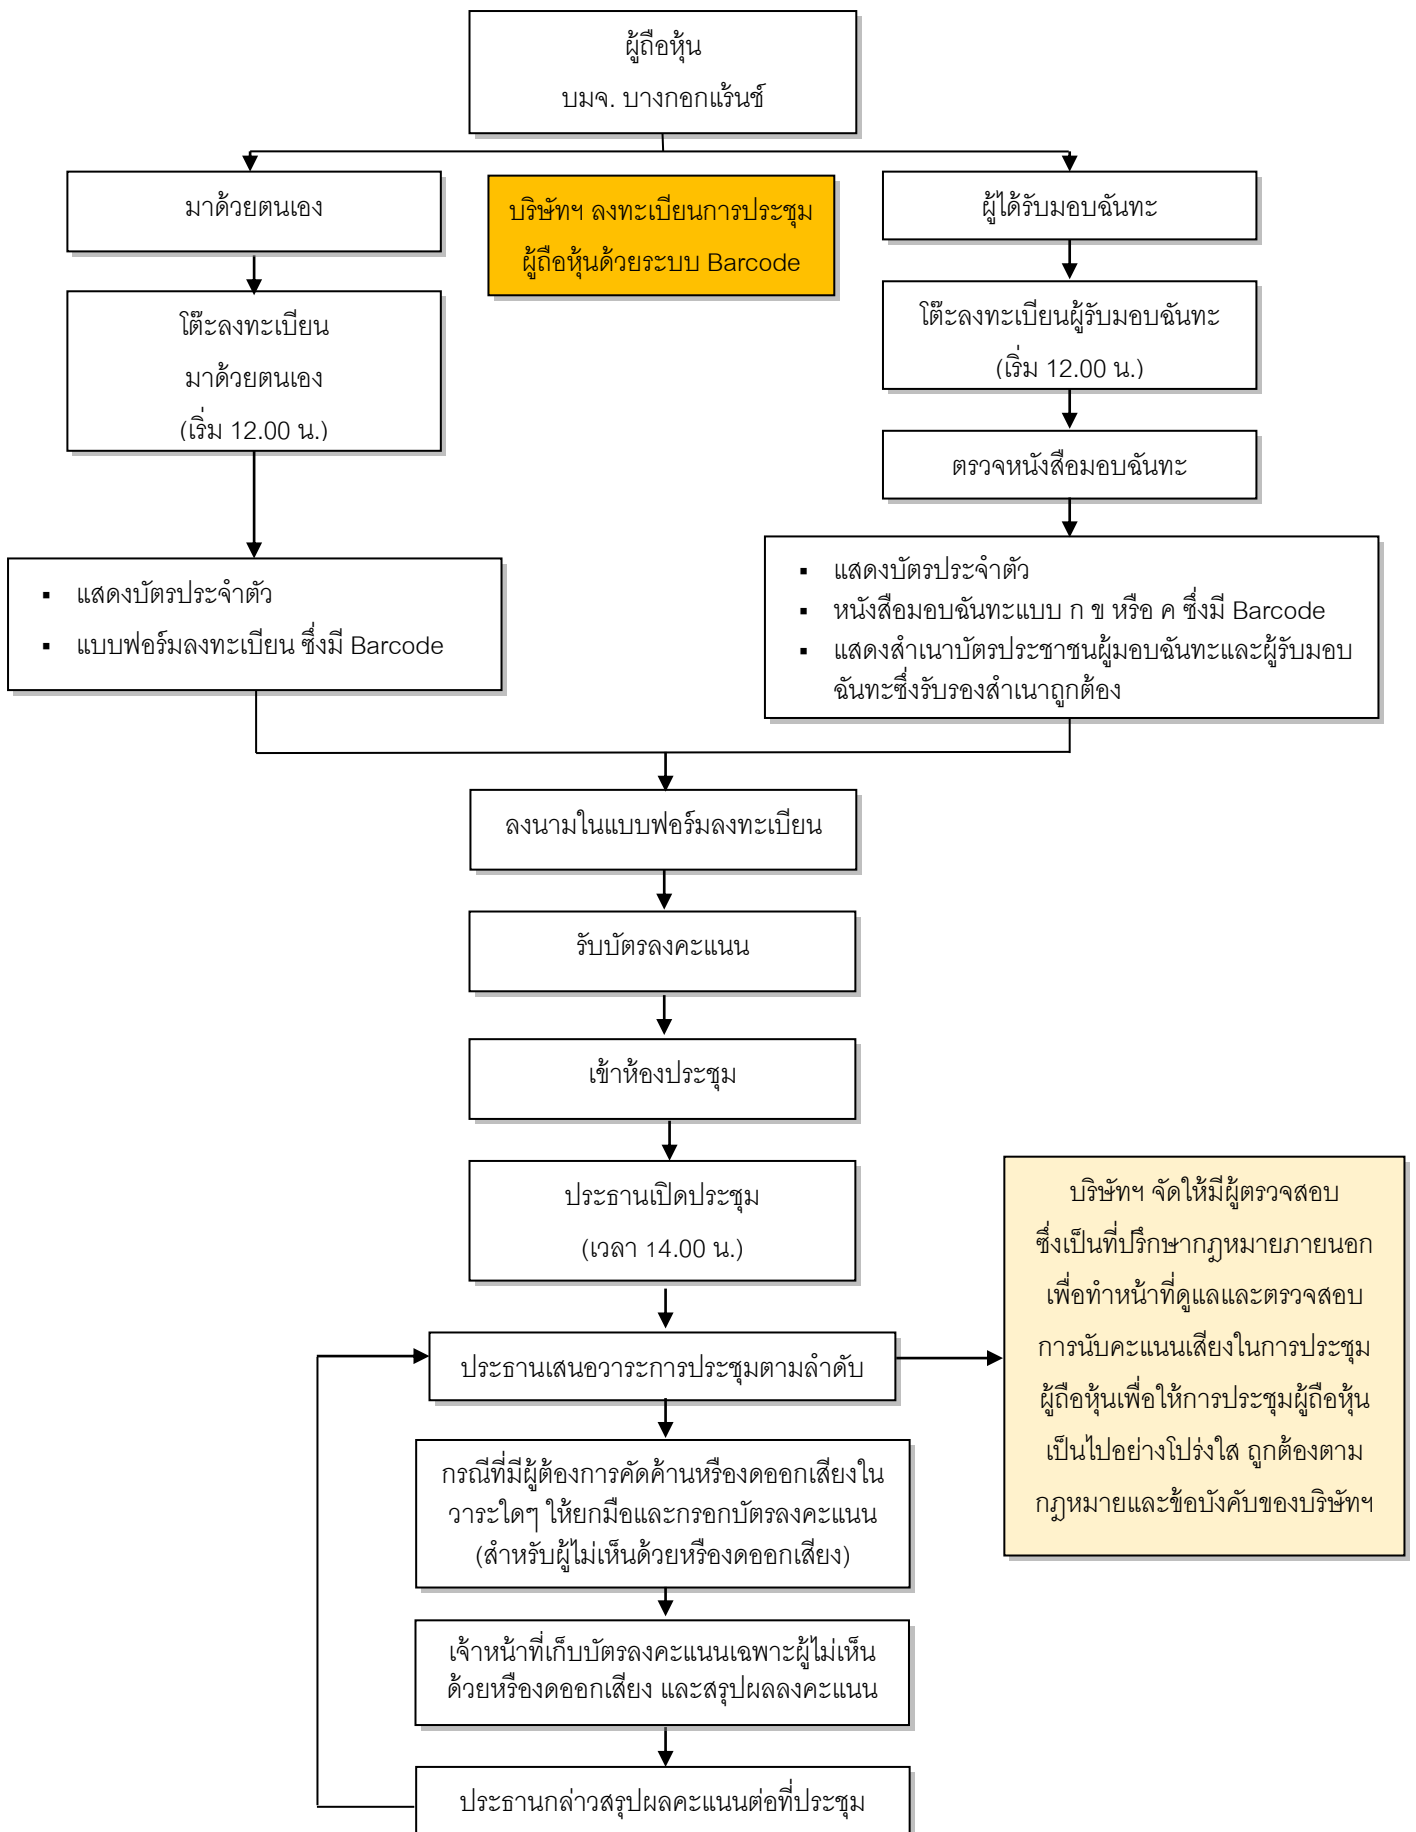 ผู้ถือหุ้น
บมจ. บางกอกแร้นช์
มาด้วยตนเอง
บริษัทฯ ลงทะเบียนการประชุม
ผู้ถือหุ้นด้วยระบบ Barcode
ผู้ได้รับมอบฉันทะ
โต๊ะลงทะเบียน
มาด้วยตนเอง
(เริ่ม 12.00 น.)
โต๊ะลงทะเบียนผู้รับมอบฉันทะ
(เริ่ม 12.00 น.)
ตรวจหนังสือมอบฉันทะ
▪ แสดงบัตรประจำตัว
▪ แบบฟอร์มลงทะเบียน ซึ่งมี Barcode
▪ แสดงบัตรประจำตัว
▪ หนังสือมอบฉันทะแบบ ก ข หรือ ค ซึ่งมี Barcode
▪ แสดงสำเนาบัตรประชาชนผู้มอบฉันทะและผู้รับมอบ
ฉันทะซึ่งรับรองสำเนาถูกต้อง
ลงนามในแบบฟอร์มลงทะเบียน
รับบัตรลงคะแนน
เข้าห้องประชุม
ประธานเปิดประชุม
(เวลา 14.00 น.)
บริษัทฯ จัดให้มีผู้ตรวจสอบ
ซึ่งเป็นที่ปรึกษากฎหมายภายนอก
เพื่อทำหน้าที่ดูแลและตรวจสอบ
การนับคะแนนเสียงในการประชุม
ผู้ถือหุ้นเพื่อให้การประชุมผู้ถือหุ้น
เป็นไปอย่างโปร่งใส ถูกต้องตาม
กฎหมายและข้อบังคับของบริษัทฯ
ประธานเสนอวาระการประชุมตามลำดับ
กรณีที่มีผู้ต้องการคัดค้านหรืองดออกเสียงใน
วาระใดๆ ให้ยกมือและกรอกบัตรลงคะแนน
(สำหรับผู้ไม่เห็นด้วยหรืองดออกเสียง)
เจ้าหน้าที่เก็บบัตรลงคะแนนเฉพาะผู้ไม่เห็น
ด้วยหรืองดออกเสียง และสรุปผลลงคะแนน
ประธานกล่าวสรุปผลคะแนนต่อที่ประชุม